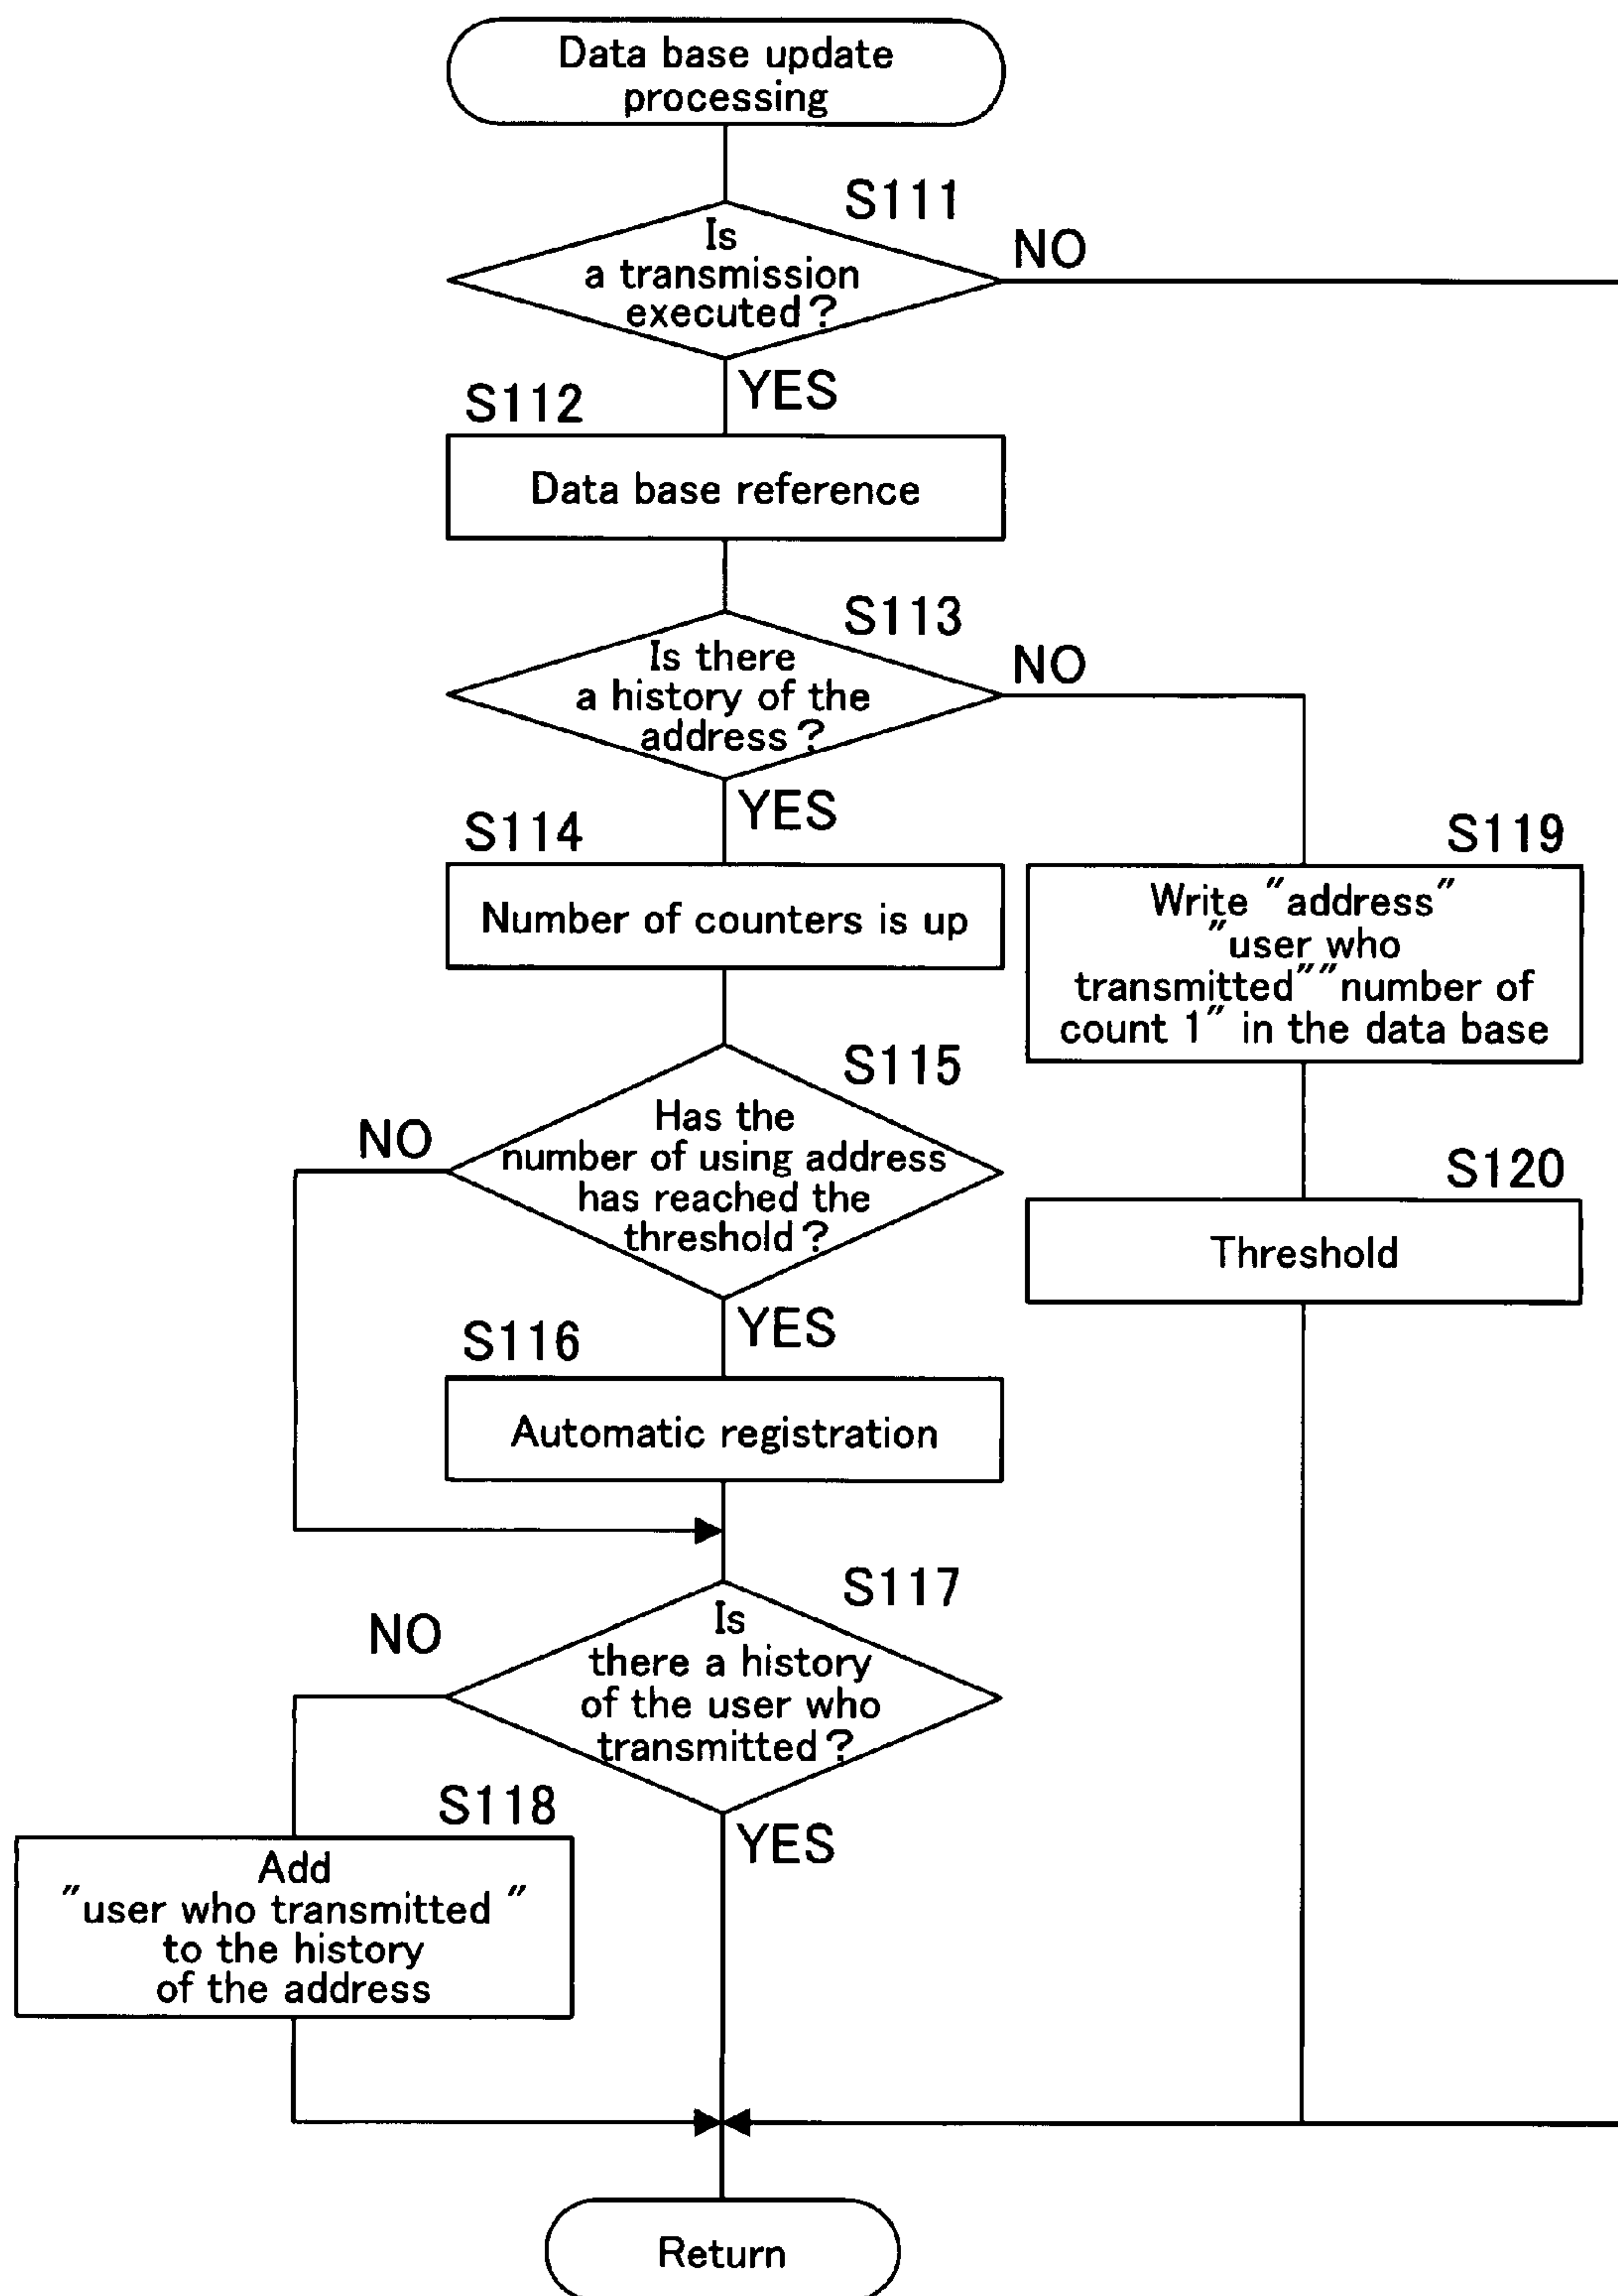 Data base update
processing
S111
Is
a transmission
executed?
NO
YES
S112
Data base reference
S113
Is there
a history of the
address?
NO
YES
S114
Number of counters is up
S119
Write "address"
"user who
transmitted""number of
count 1" in the data base
S115
Has the
number of using address
has reached the
threshold?
NO
YES
S120
Threshold
S116
Automatic registration
S117
Is
there a history
of the user who
transmitted?
NO
YES
S118
Add
"user who transmitted "
to the history
of the address
Return